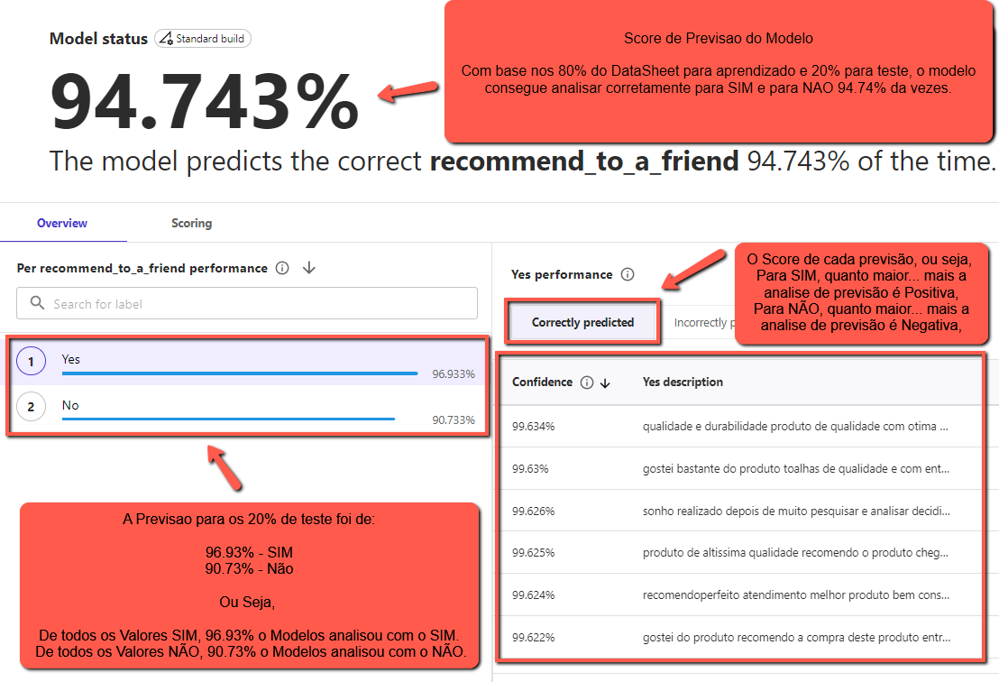 Model status
Standard build
94.743%
The model predicts the correct recommend_to_a_friend 94.743% of the time.
Score de Previsao do Modelo
Com base nos 80% do DataSheet para aprendizado e 20% para teste, o modelo
consegue analisar corretamente para SIM e para NAO 94.74% da vezes.
Overview
Scoring
Per recommend_to_a_friend performance
Search for label
1
Yes
96.933%
2
No
90.733%
A Previsao para os 20% de teste foi de:
96.93% - SIM
90.73% - Não
Ou Seja,
De todos os Valores SIM, 96.93% o Modelos analisou com o SIM.
De todos os Valores NÃO, 90.73% o Modelos analisou com o NÃO.
Yes performance
Correctly predicted
Incorrectly p
O Score de cada previsão, ou seja,
Para SIM, quanto maior... mais a
analise de previsão é Positiva,
Para NÃO, quanto maior... mais a
analise de previsão é Negativa,
Confidence
Yes description
99.634%
qualidade e durabilidade produto de qualidade com otima ...
99.63%
gostei bastante do produto toalhas de qualidade e com ent...
99.626%
sonho realizado depois de muito pesquisar e analisar decidi...
99.625%
produto de altissima qualidade recomendo o produto cheg...
99.624%
recomendoperfeito atendimento melhor produto bem cons...
99.622%
gostei do produto recomendo a compra deste produto entr...